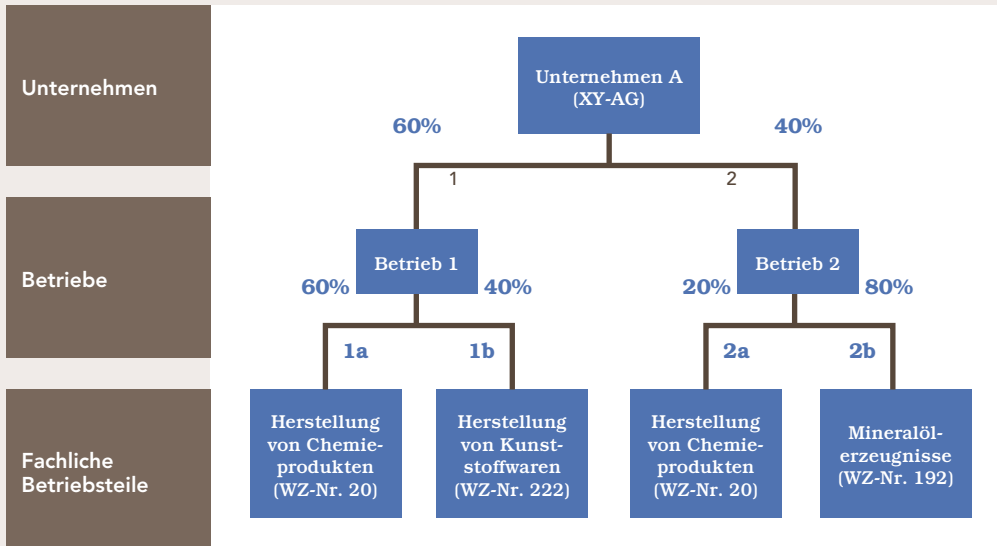 Unternehmen
Unternehmen A
(XY-AG)
60%
40%
1
2
Betriebe
Betrieb 1
Betrieb 2
60%
40%
20%
80%
1a
1b
2a
2b
Fachliche
Betriebsteile
Herstellung
von Chemie-
produkten
(WZ-Nr. 20)
Herstellung
von Kunst-
stoffwaren
(WZ-Nr. 222)
Herstellung
von Chemie-
produkten
(WZ-Nr. 20)
Mineralöl-
erzeugnisse
(WZ-Nr. 192)